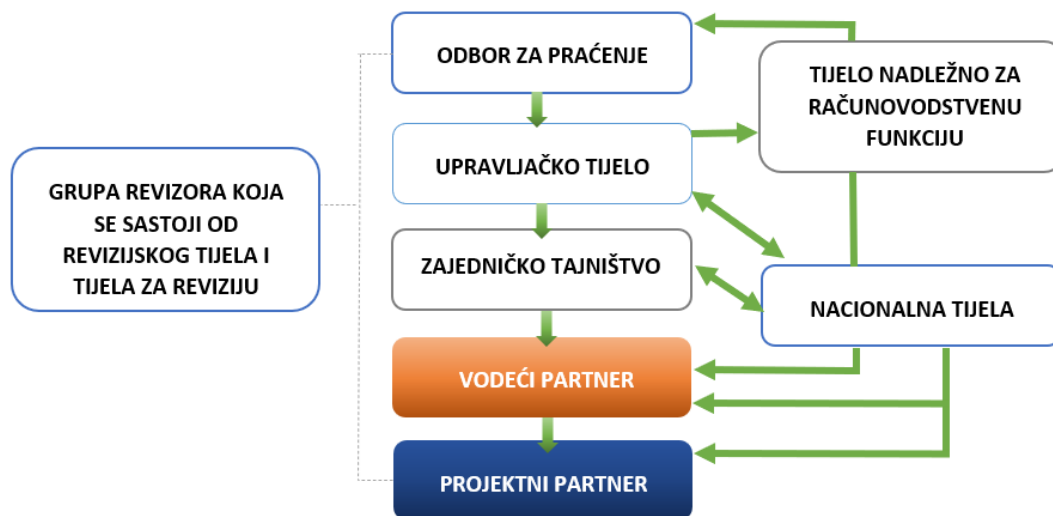 ODBOR ZA PRAĆENJE
TIJELO NADLEŽNO ZA
RAČUNOVODSTVENU
FUNKCIJU
UPRAVLJAČKO TIJELO
GRUPA REVIZORA KOJA
SE SASTOJI OD
REVIZIJSKOG TIJELA I
TIJELA ZA REVIZIJU
ZAJEDNIČKO TAJNIŠTVO
NACIONALNA TIJELA
VODEĆI PARTNER
PROJEKTNI PARTNER